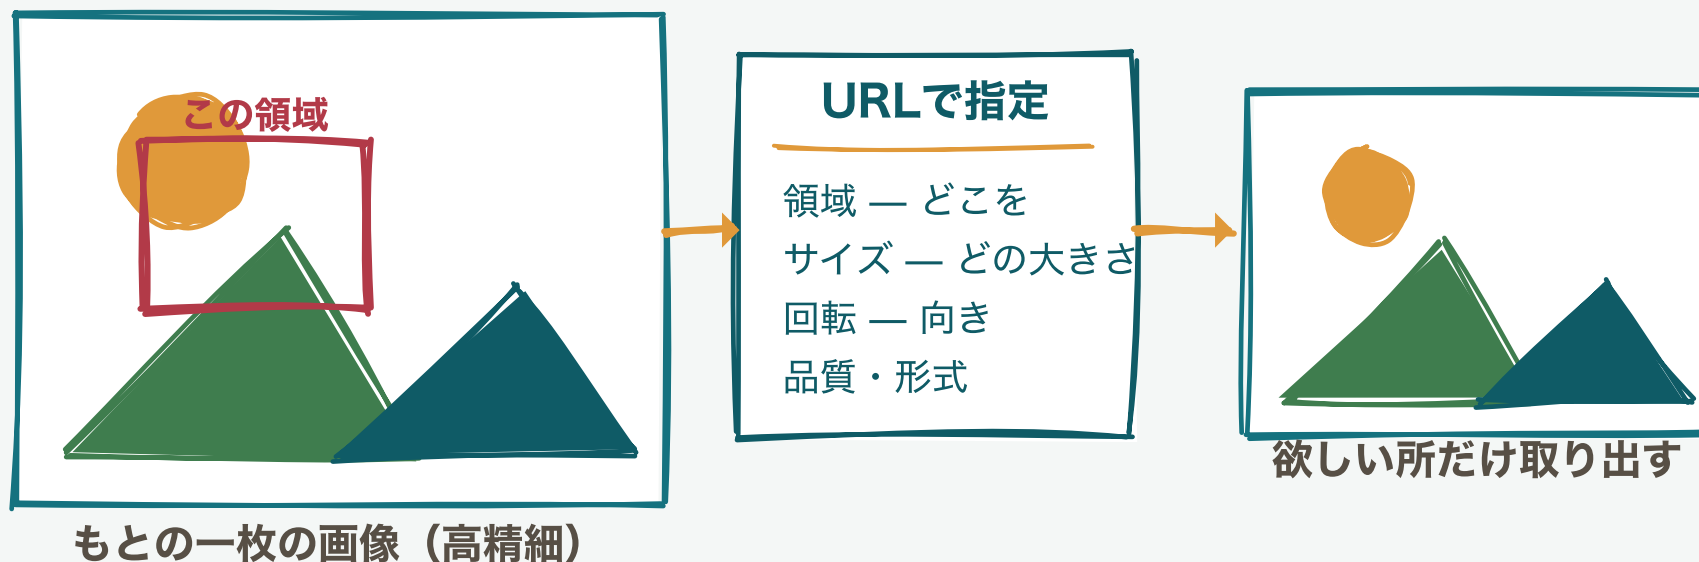 この領域
もとの一枚の画像（高精細）
URLで指定
領域 — どこを
サイズ — どの大きさ
回転 — 向き
品質・形式
欲しい所だけ取り出す